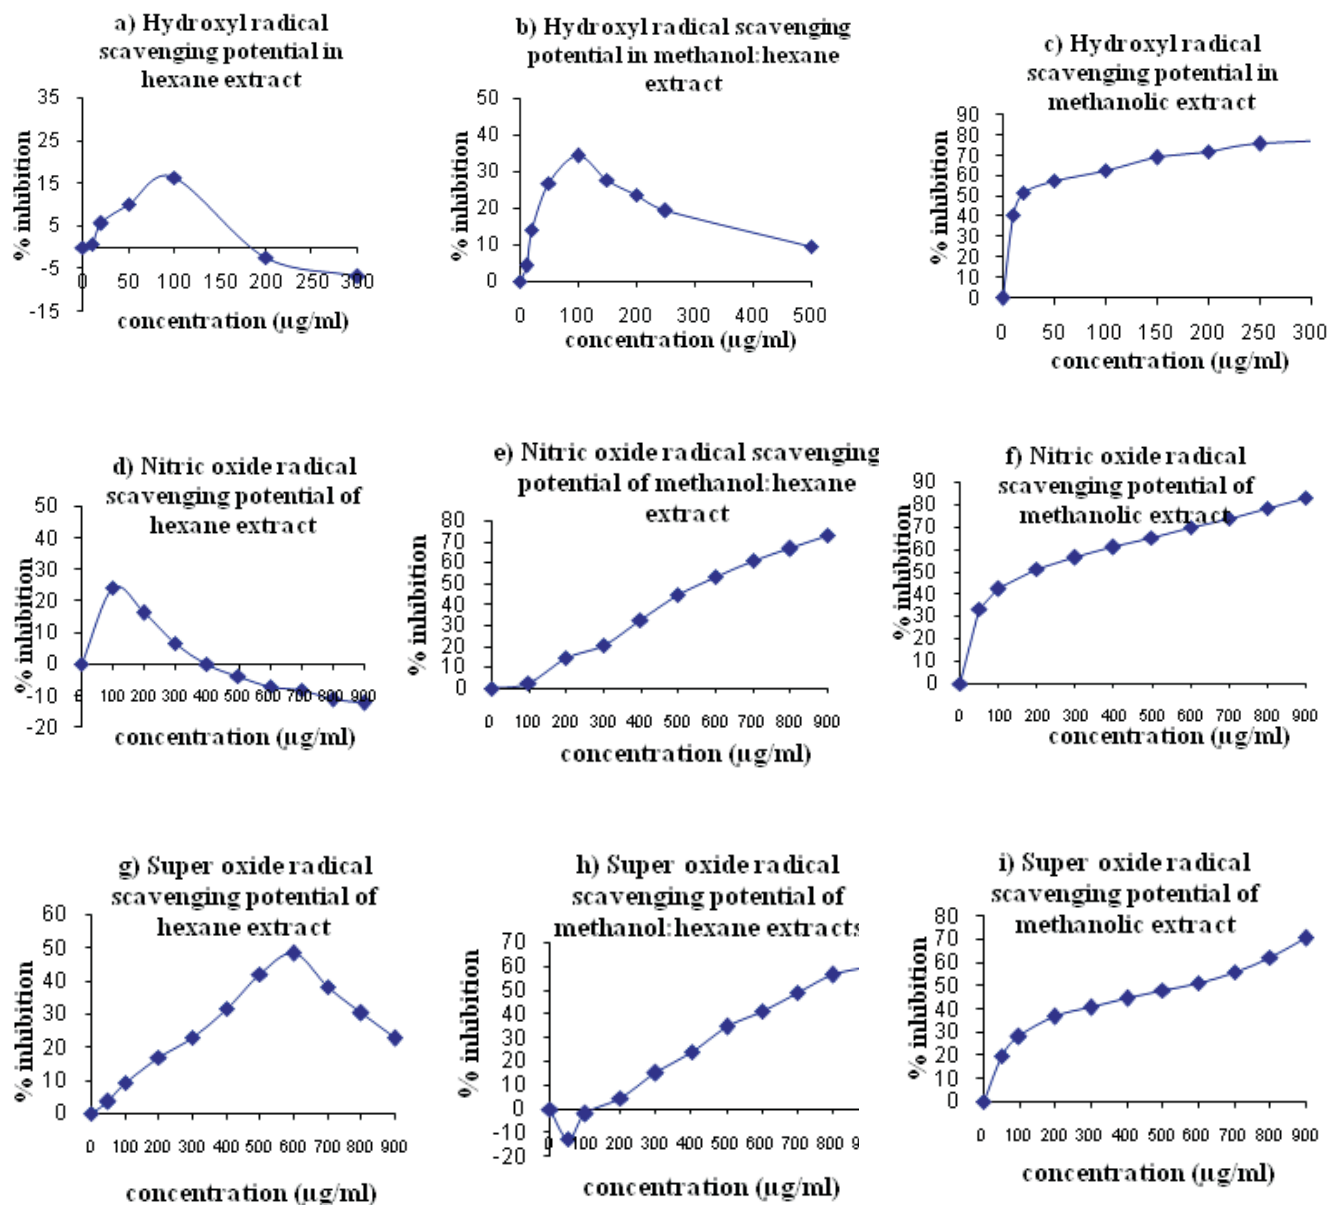 a) Hydroxyl radical
scavenging potential in
hexane extract
35
25
15
5
-5
-15
0 50 100 150 200 250 300
% inhibition
concentration (µg/ml)
b) Hydroxyl radical scavenging
potential in methanol:hexane
extract
50
40
30
20
10
0
0 100 200 300 400 500
% inhibition
concentration (µg/ml)
c) Hydroxyl radical
scavenging potential in
methanolic extract
90
80
70
60
50
40
30
20
10
0
50 100 150 200 250 300
% inhibition
concentration (µg/ml)
d) Nitric oxide radical
scavenging potential of
hexane extract
50
40
30
20
10
0
-10
-20
0 100 200 300 400 500 600 700 800 900
% inhibition
concentration (µg/ml)
e) Nitric oxide radical scavenging
potential of methanol:hexane
extract
80
70
60
50
40
30
20
10
0
0 100 200 300 400 500 600 700 800 900
% inhibition
concentration (µg/ml)
f) Nitric oxide radical
scavenging potential of
methanolic extract
90
80
70
60
50
40
30
20
10
0
0 100 200 300 400 500 600 700 800 900
% inhibition
concentration (µg/ml)
g) Super oxide radical
scavenging potential of
hexane extract
60
50
40
30
20
10
0
0 100 200 300 400 500 600 700 800 900
% inhibition
concentration (µg/ml)
h) Super oxide radical
scavenging potential of
methanol:hexane extracts
70
60
50
40
30
20
10
0
-10
-20
0 100 200 300 400 500 600 700 800
% inhibition
concentration (µg/ml)
i) Super oxide radical
scavenging potential of
methanolic extract
80
70
60
50
40
30
20
10
0
0 100 200 300 400 500 600 700 800 900
% inhibition
concentration (µg/ml)